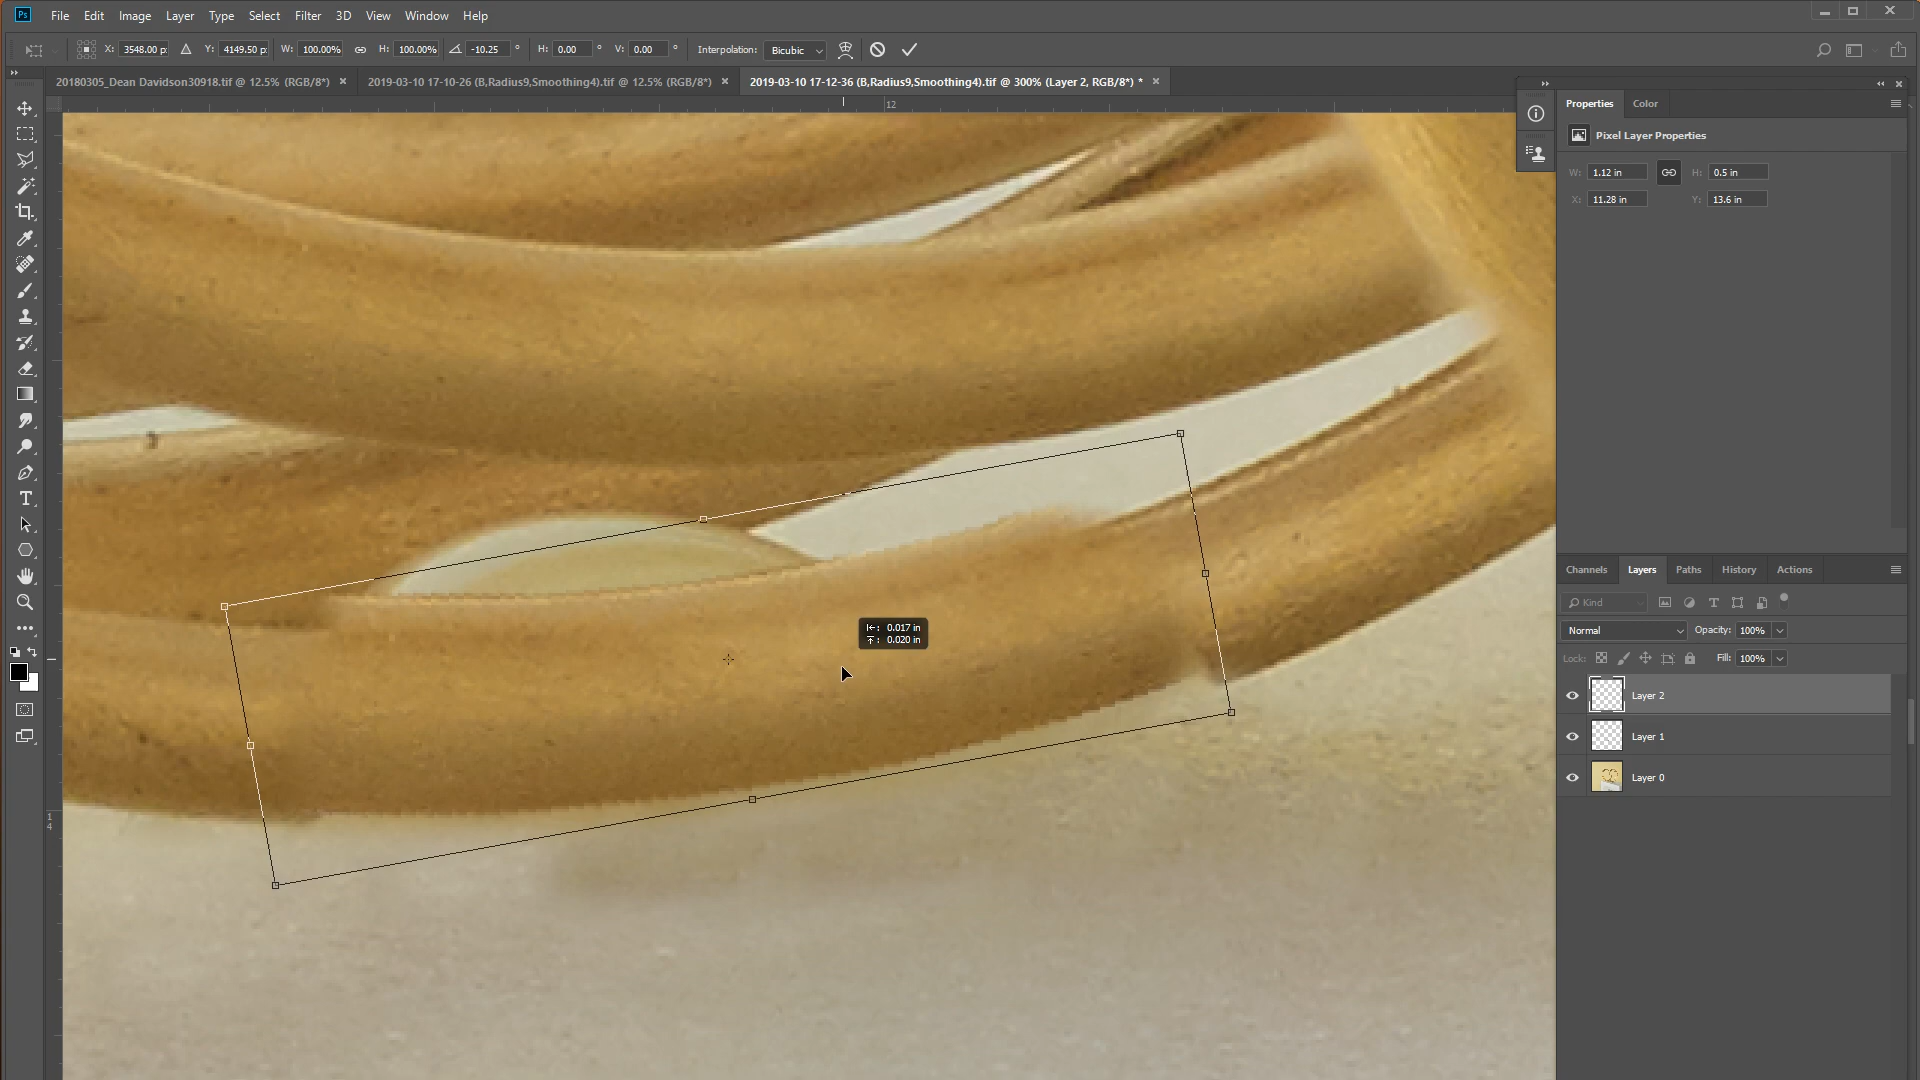 Ps File Edit Image Layer Type Select Filter 3D View Window Help
X: 3548.00 p: Y: 4149.50 p: W: 100.00% H: 100.00% -10.25 ° H: 0.00 ° V: 0.00 ° Interpolation: Bicubic
20180305_Dean Davidson30918.tif @ 12.5% (RGB/8*) × 2019-03-10 17-10-26 (B,Radius9,Smoothing4).tif @ 12.5% (RGB/8*) × 2019-03-10 17-12-36 (B,Radius9,Smoothing4).tif @ 300% (Layer 2, RGB/8*) * ×
12
Properties Color
Pixel Layer Properties
W: 1.12 in H: 0.5 in
X: 11.28 in Y: 13.6 in
0.017 in
0.020 in
1
4
Channels Layers Paths History Actions
Kind
Normal Opacity: 100%
Lock: Fill: 100%
Layer 2
Layer 1
Layer 0